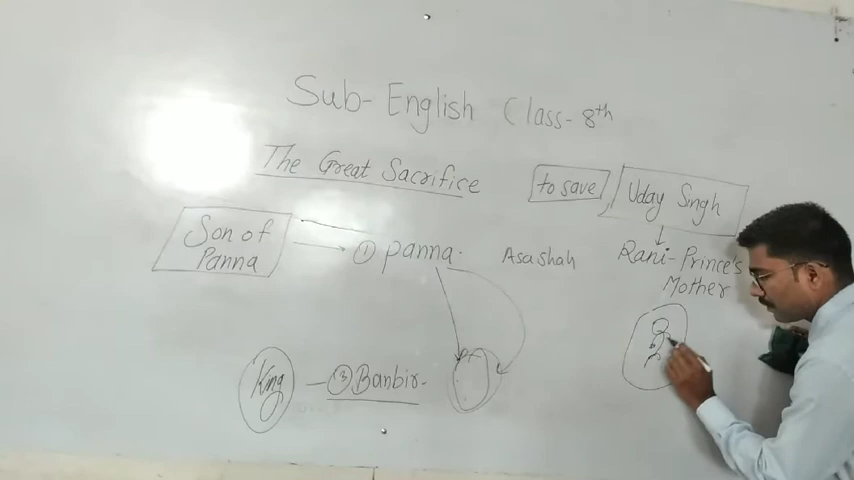 Sub- English Class- 8th
The Great Sacrifice
to save, Uday Singh
Son of
Panna
① panna.
Asashah
Rani- Prince's
Mother
King - ③ Banbir-